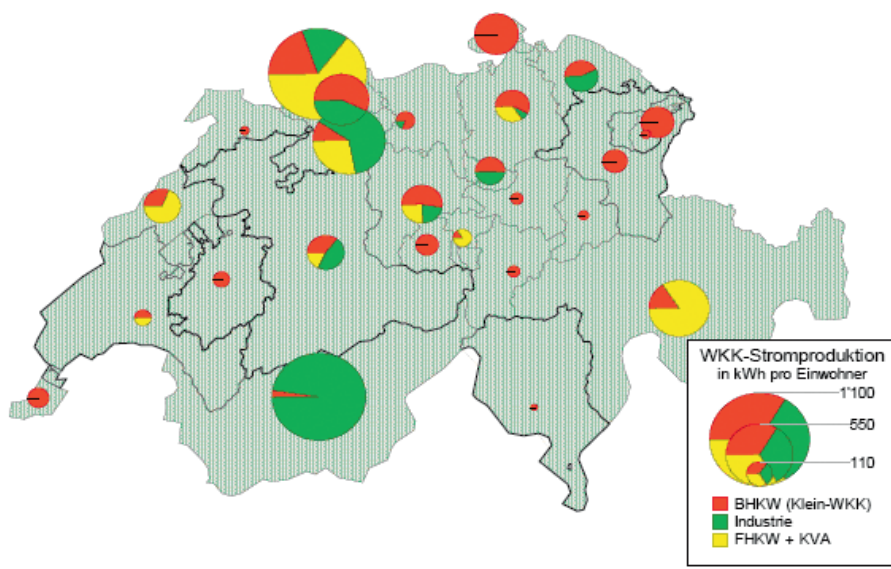 WKK-Stromproduktion
in kWh pro Einwohner
1'100
550
110
BHKW (Klein-WKK)
Industrie
FHKW + KVA